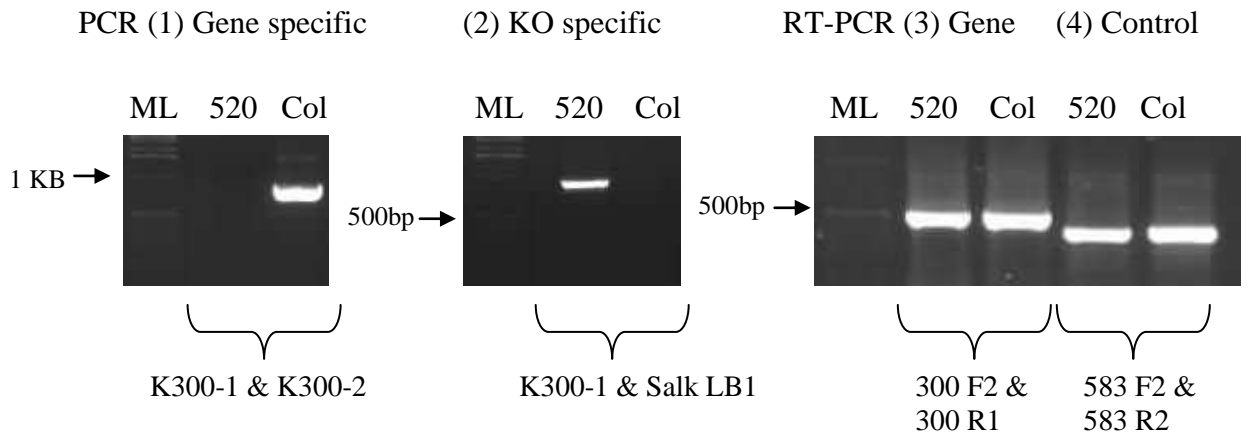 PCR (1) Gene specific (2) KO specific RT-PCR (3) Gene (4) Control
ML 520 Col ML 520 Col ML 520 Col 520 Col
1 KB
500bp
500bp
K300-1 & K300-2 K300-1 & Salk LB1 300 F2 & 583 F2 &
300 R1 583 R2